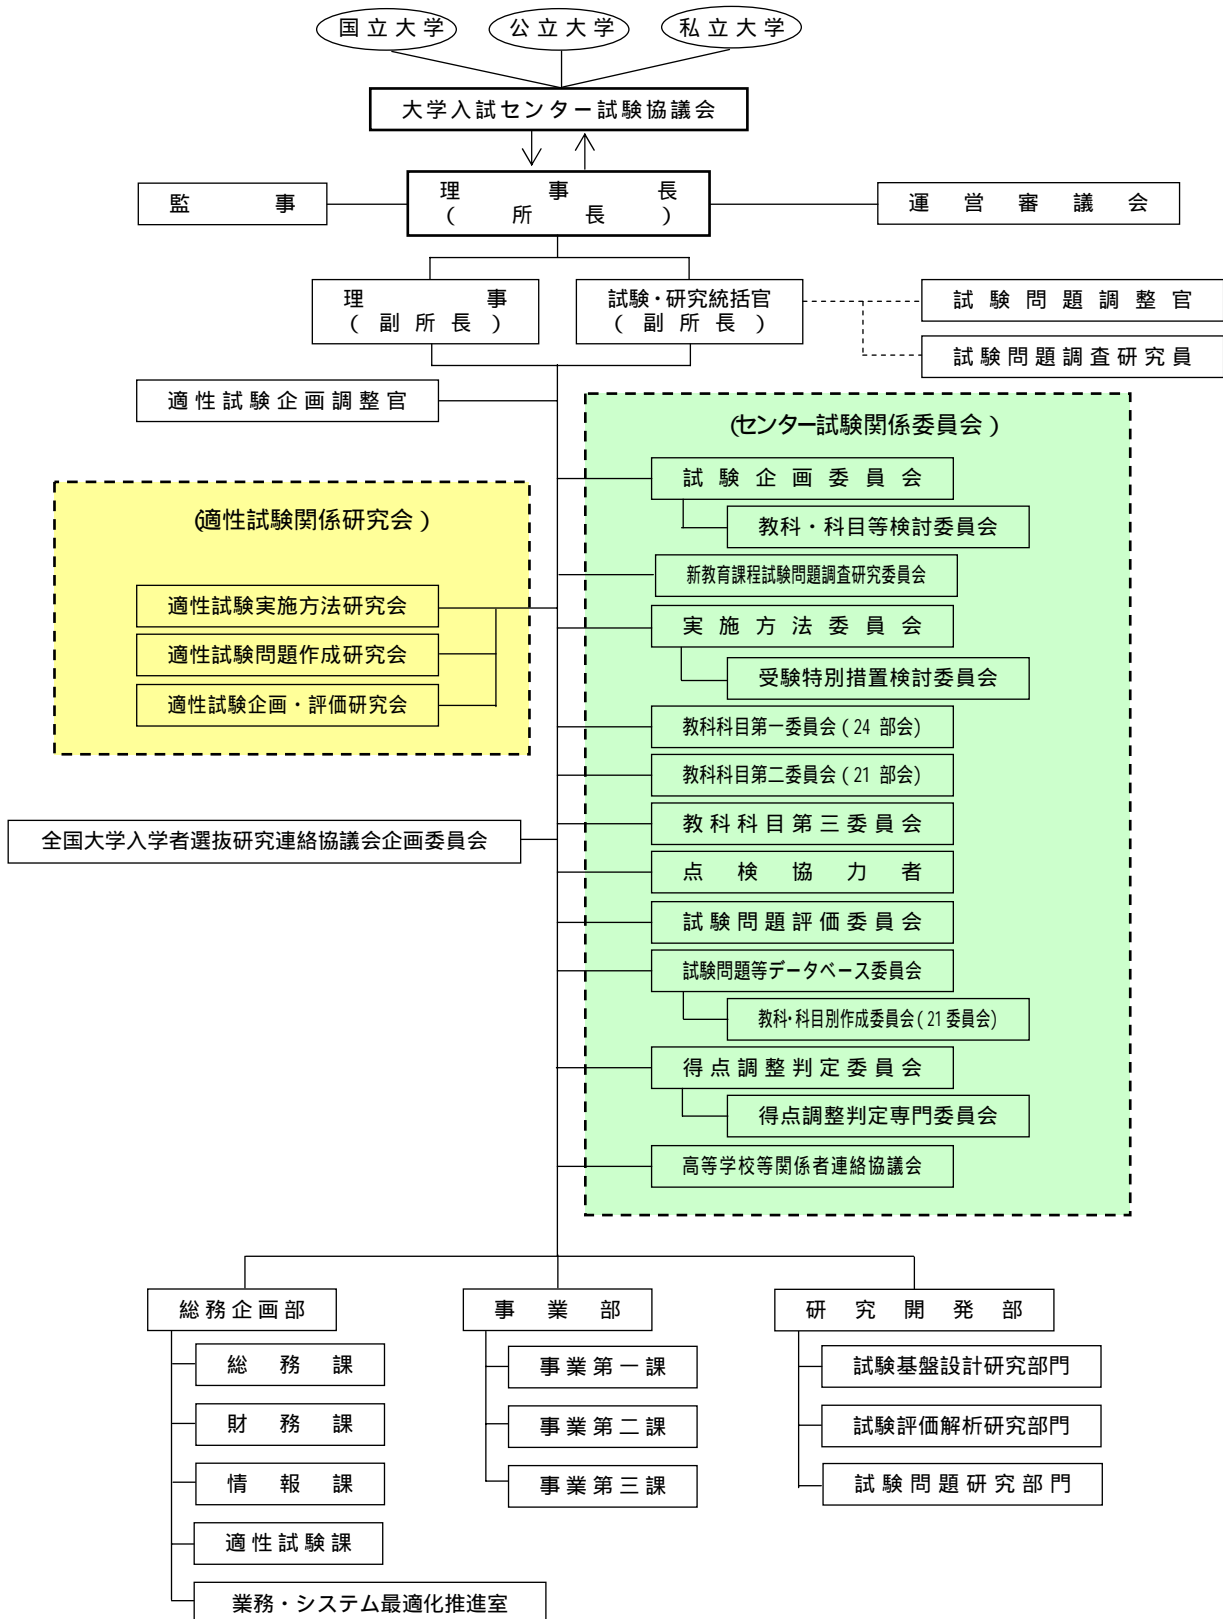 国立大学
公立大学
私立大学
大学入試センター試験協議会
監事
理事長
(所長)
運営審議会
理事
(副所長)
試験・研究統括官
(副所長)
試験問題調整官
試験問題調査研究員
適性試験企画調整官
(センター試験関係委員会)
試験企画委員会
教科・科目等検討委員会
新教育課程試験問題調査研究委員会
実施方法委員会
受験特別措置検討委員会
教科科目第一委員会(24 部会)
教科科目第二委員会(21 部会)
教科科目第三委員会
点検協力者
試験問題評価委員会
試験問題等データベース委員会
教科・科目別作成委員会(21委員会)
得点調整判定委員会
得点調整判定専門委員会
高等学校等関係者連絡協議会
(適性試験関係研究会)
適性試験実施方法研究会
適性試験問題作成研究会
適性試験企画・評価研究会
全国大学入学者選抜研究連絡協議会企画委員会
総務企画部
総務課
財務課
情報課
適性試験課
業務・システム最適化推進室
事業部
事業第一課
事業第二課
事業第三課
研究開発部
試験基盤設計研究部門
試験評価解析研究部門
試験問題研究部門